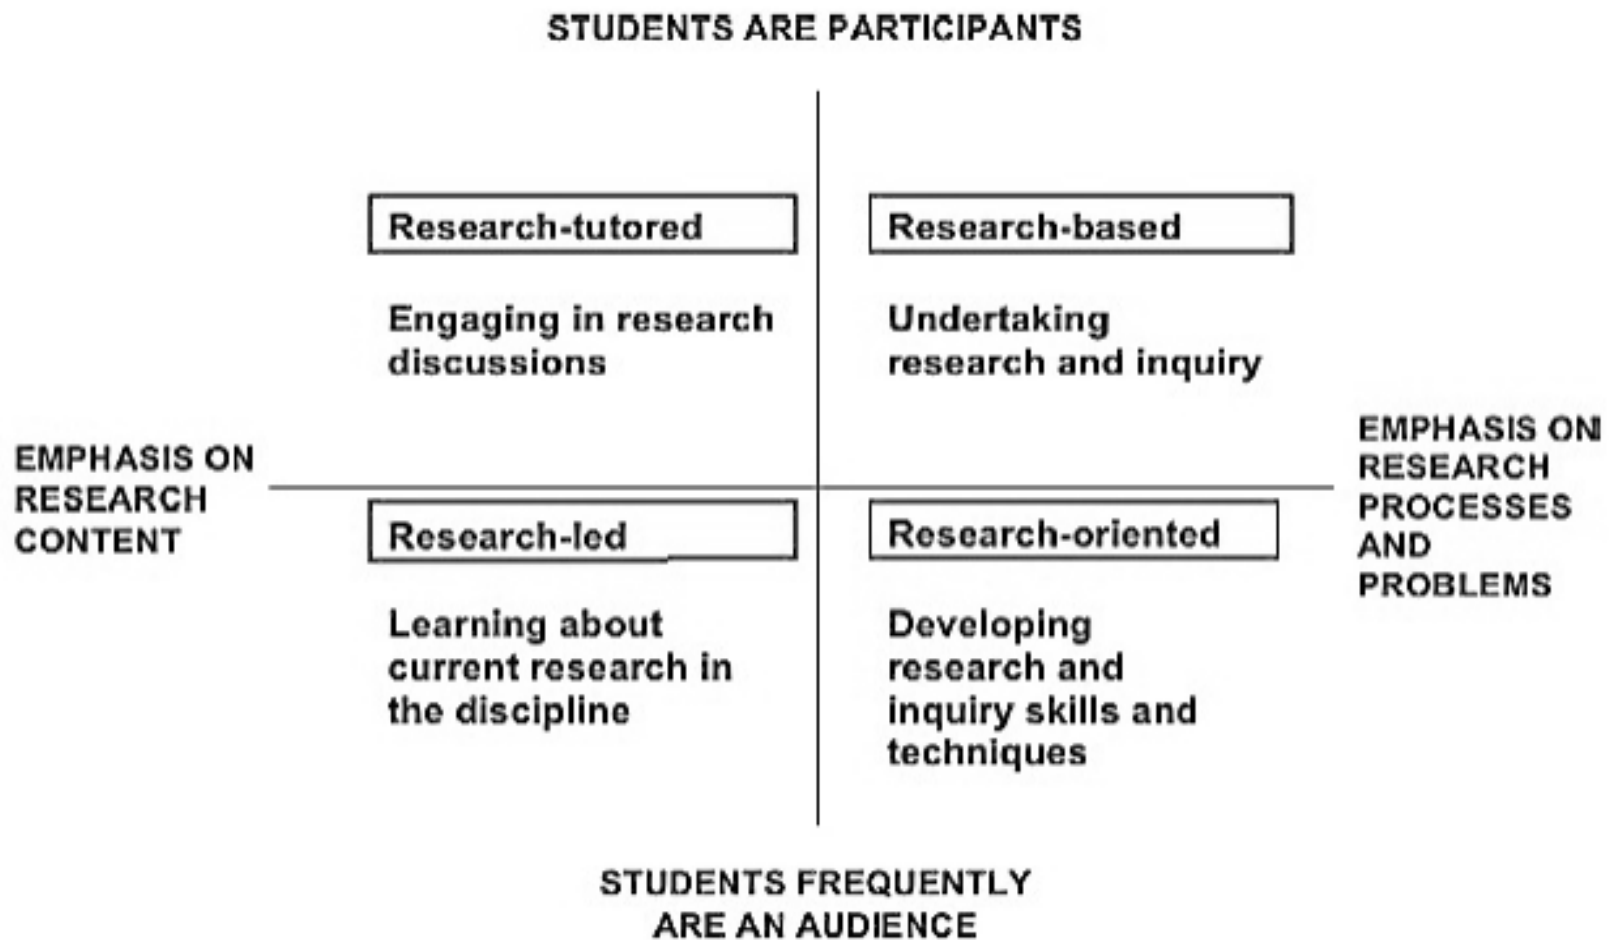 STUDENTS ARE PARTICIPANTS
Research-tutored
Engaging in research
discussions
Research-based
Undertaking
research and inquiry
EMPHASIS ON
RESEARCH
CONTENT
EMPHASIS ON
RESEARCH
PROCESSES
AND
PROBLEMS
Research-led
Learning about
current research in
the discipline
Research-oriented
Developing
research and
inquiry skills and
techniques
STUDENTS FREQUENTLY
ARE AN AUDIENCE